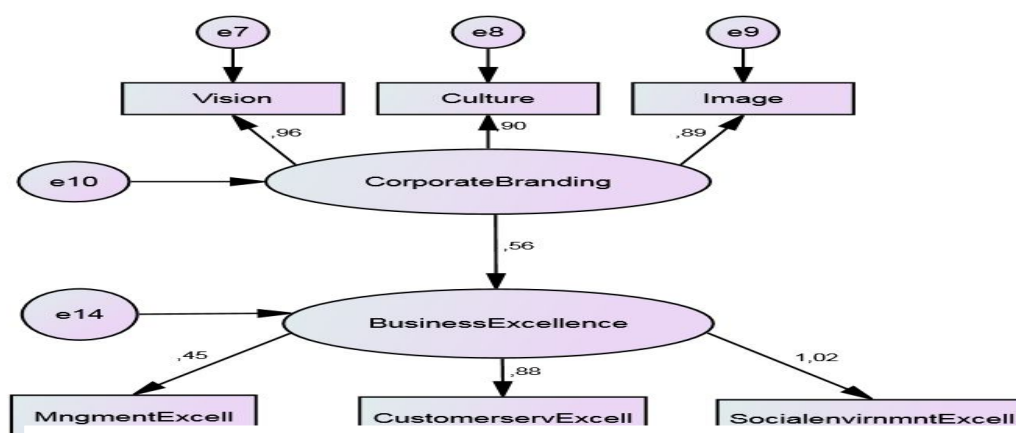 e7
e8
e9
Vision
Culture
Image
,96
,90
,89
e10
CorporateBranding
,56
e14
BusinessExcellence
,45
,88
1,02
MngmentExcell
CustomerservExcell
SocialenvirnmntExcell